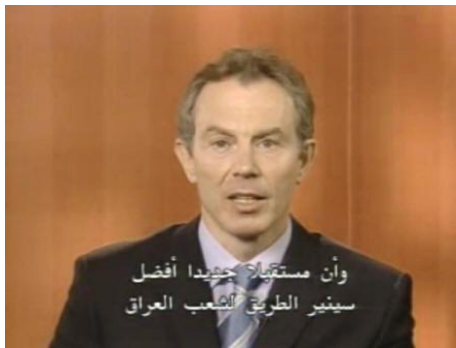 وأن مستقبلا جديدا أفضل
سينير الطريق لشعب العراق